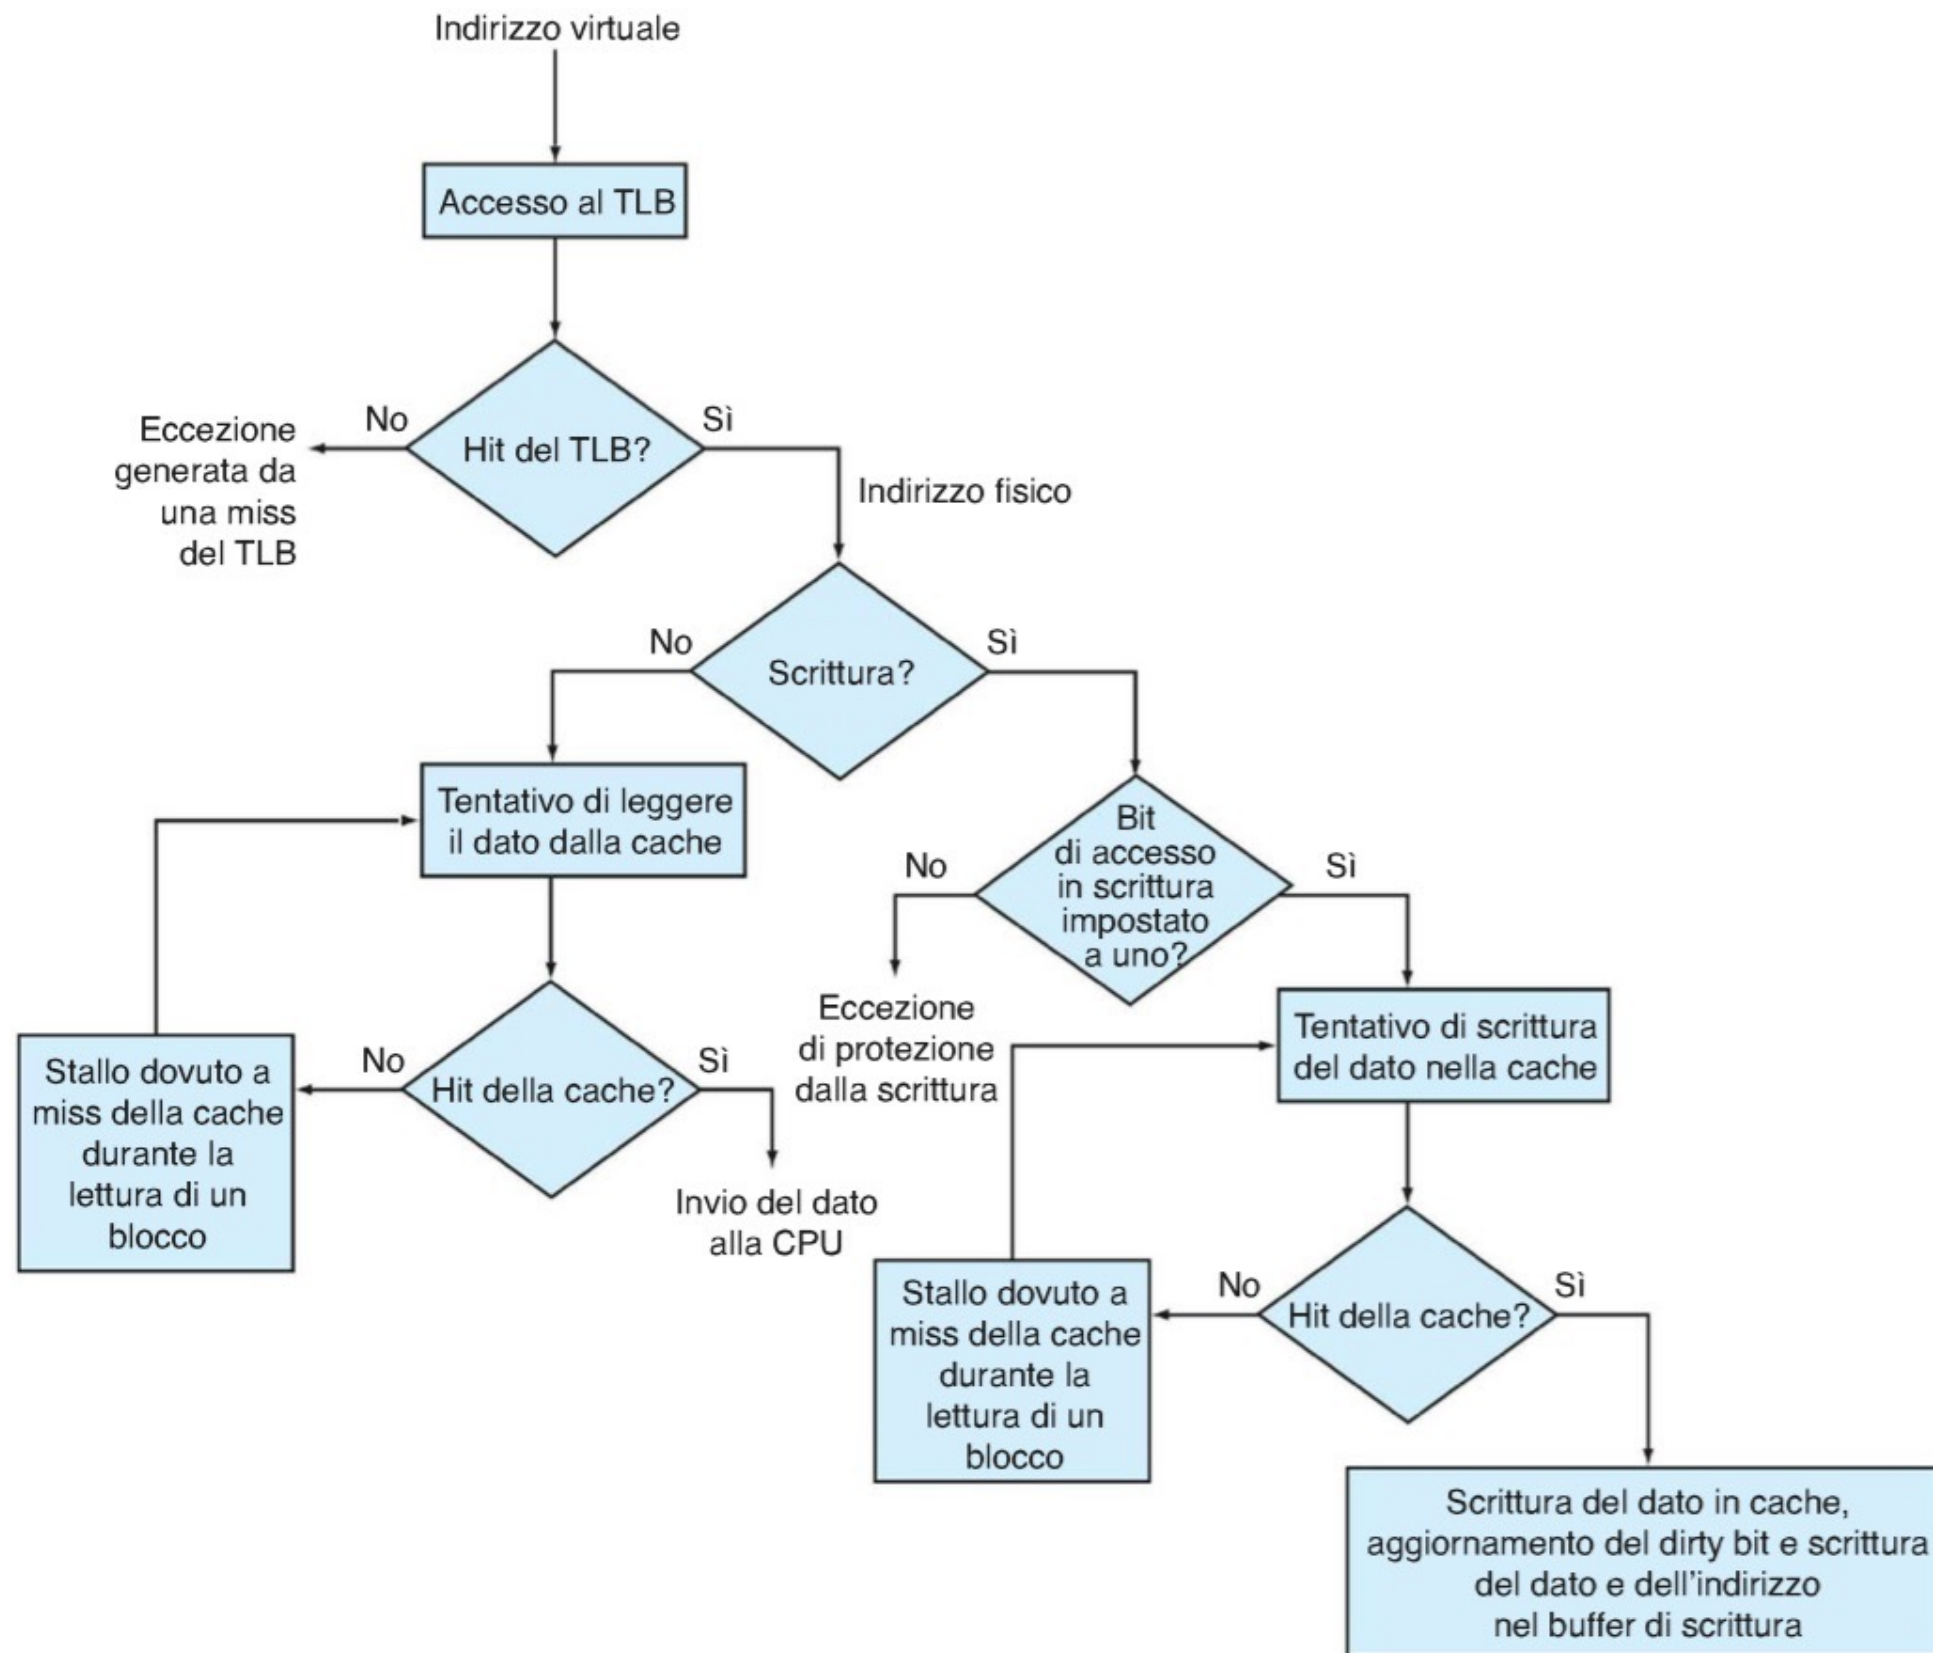 Indirizzo virtuale
Accesso al TLB
Hit del TLB?
No
Sì
Eccezione
generata da
una miss
del TLB
Indirizzo fisico
Scrittura?
No
Sì
Tentativo di leggere
il dato dalla cache
Bit
di accesso
in scrittura
impostato
a uno?
No
Sì
Eccezione
di protezione
dalla scrittura
Tentativo di scrittura
del dato nella cache
Hit della cache?
No
Sì
Stallo dovuto a
miss della cache
durante la
lettura di un
blocco
Invio del dato
alla CPU
Hit della cache?
No
Sì
Stallo dovuto a
miss della cache
durante la
lettura di un
blocco
Scrittura del dato in cache,
aggiornamento del dirty bit e scrittura
del dato e dell'indirizzo
nel buffer di scrittura